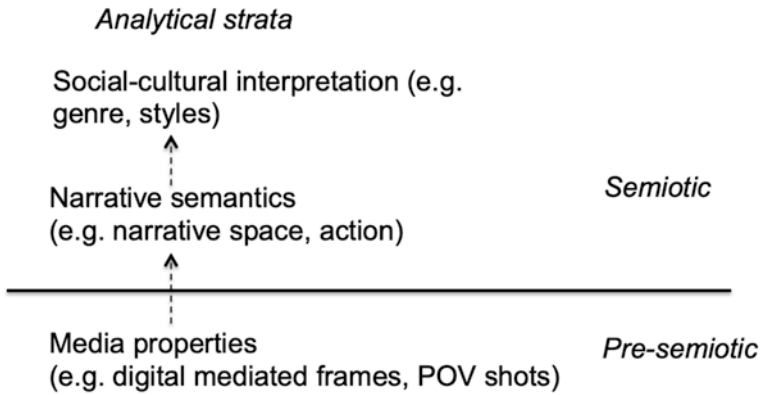 Analytical strata
Social-cultural interpretation (e.g.
genre, styles)
Narrative semantics
(e.g. narrative space, action)
Semiotic
Media properties
(e.g. digital mediated frames, POV shots)
Pre-semiotic